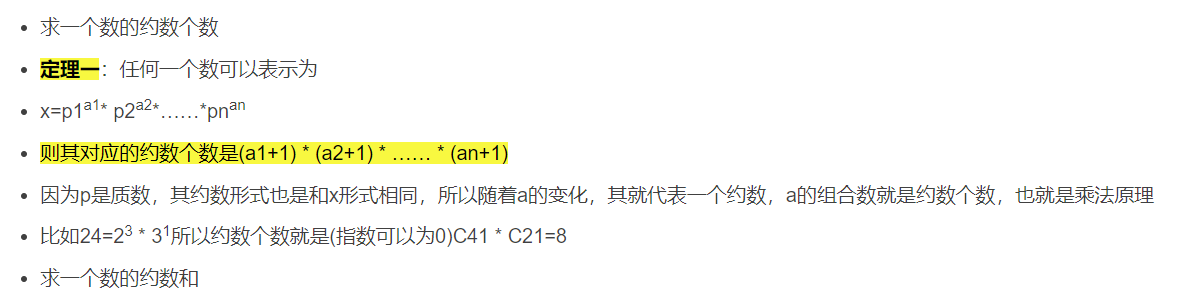 求一个数的约数个数
定理一：任何一个数可以表示为
x=p1^a1* p2^a2*……*pn^an
则其对应的约数个数是(a1+1) * (a2+1) * …… * (an+1)
因为p是质数，其约数形式也是和x形式相同，所以随着a的变化，其就代表一个约数，a的组合数就是约数个数，也就是乘法原理
比如24=2^3 * 3^1所以约数个数就是(指数可以为0)C41 * C21=8
求一个数的约数和